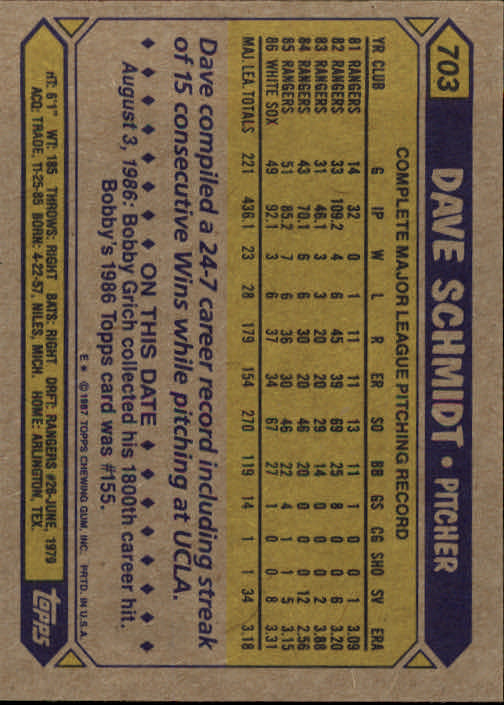 703 DAVE SCHMIDT • PITCHER
COMPLETE MAJOR LEAGUE PITCHING RECORD
YR CLUB G IP W L R ER SO BB GS CG SHO SV ERA
81 RANGERS 14 32 0 1 11 11 13 11 1 0 0 1 3.09
82 RANGERS 33 109.2 4 6 45 39 69 25 8 0 0 6 3.20
83 RANGERS 31 46.1 3 3 20 20 29 14 0 0 0 2 3.88
84 RANGERS 43 70.1 6 6 30 20 46 20 0 0 0 12 2.56
85 RANGERS 51 85.2 7 6 36 30 46 22 4 1 1 5 3.15
86 WHITE SOX 49 92.1 3 6 37 34 67 27 1 0 0 8 3.31
MAJ. LEA. TOTALS 221 436.1 23 28 179 154 270 119 14 1 1 34 3.18
Dave compiled a 24-7 career record including streak
of 15 consecutive Wins while pitching at UCLA.
ON THIS DATE
August 3, 1986: Bobby Grich collected his 1800th career hit.
Bobby's 1986 Topps card was #155.
E* © 1987 TOPPS CHEWING GUM, INC. PRTD. IN U.S.A.
HT: 6'1" WT: 185 THROWS: RIGHT BATS: RIGHT DRFT: RANGERS #26-JUNE, 1979
ACQ: TRADE, 11-25-85 BORN: 4-22-57, NILES, MICH. HOME: ARLINGTON, TEX.
TOPPS